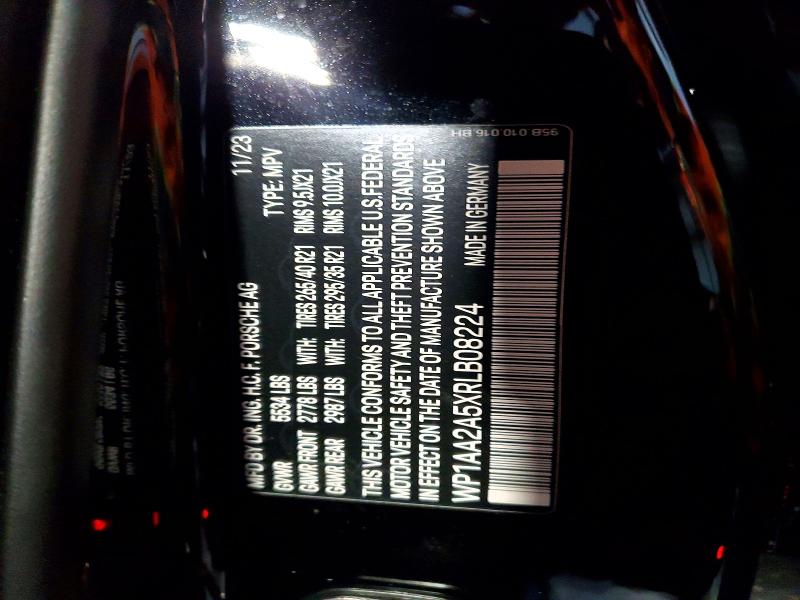 MFD BY DR. ING. H.C. F. PORSCHE AG 11/23
GVWR 5534 LBS TYPE: MPV
GAWR FRONT 2778 LBS WITH: TIRES 265/40 R21 RIMS 9.5JX21
GAWR REAR 2987 LBS WITH: TIRES 295/35 R21 RIMS 10.0JX21
THIS VEHICLE CONFORMS TO ALL APPLICABLE U.S. FEDERAL
MOTOR VEHICLE SAFETY AND THEFT PREVENTION STANDARDS
IN EFFECT ON THE DATE OF MANUFACTURE SHOWN ABOVE
WP1AA2A5XRLB08224 MADE IN GERMANY
95B.010.016.BH